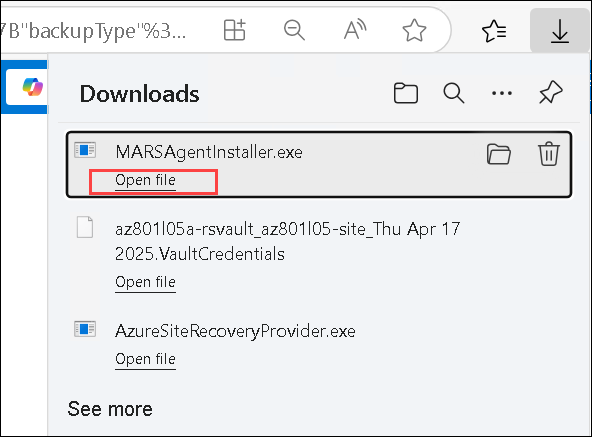 7B"backupType"%3...
Downloads
MARSAgentInstaller.exe
Open file
az801l05a-rsvault_az801l05-site_Thu Apr 17
2025.VaultCredentials
Open file
AzureSiteRecoveryProvider.exe
Open file
See more